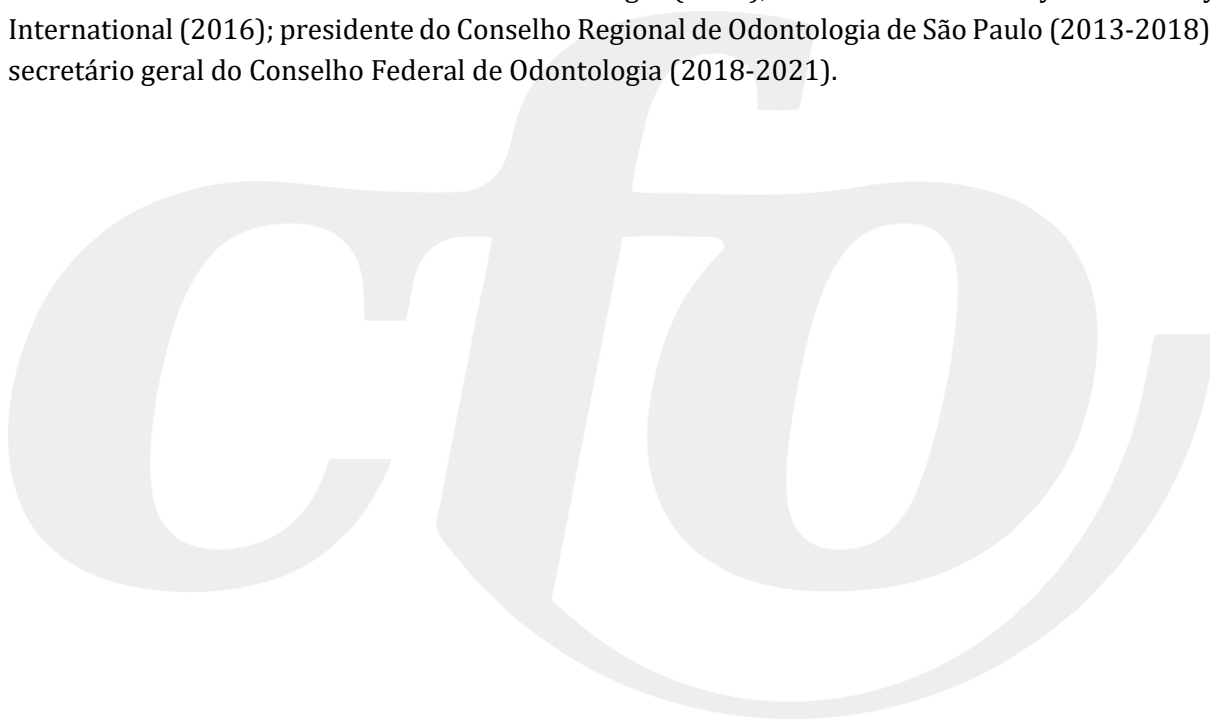 International (2016); presidente do Conselho Regional de Odontologia de São Paulo (2013-2018)
secretário geral do Conselho Federal de Odontologia (2018-2021).
cfo